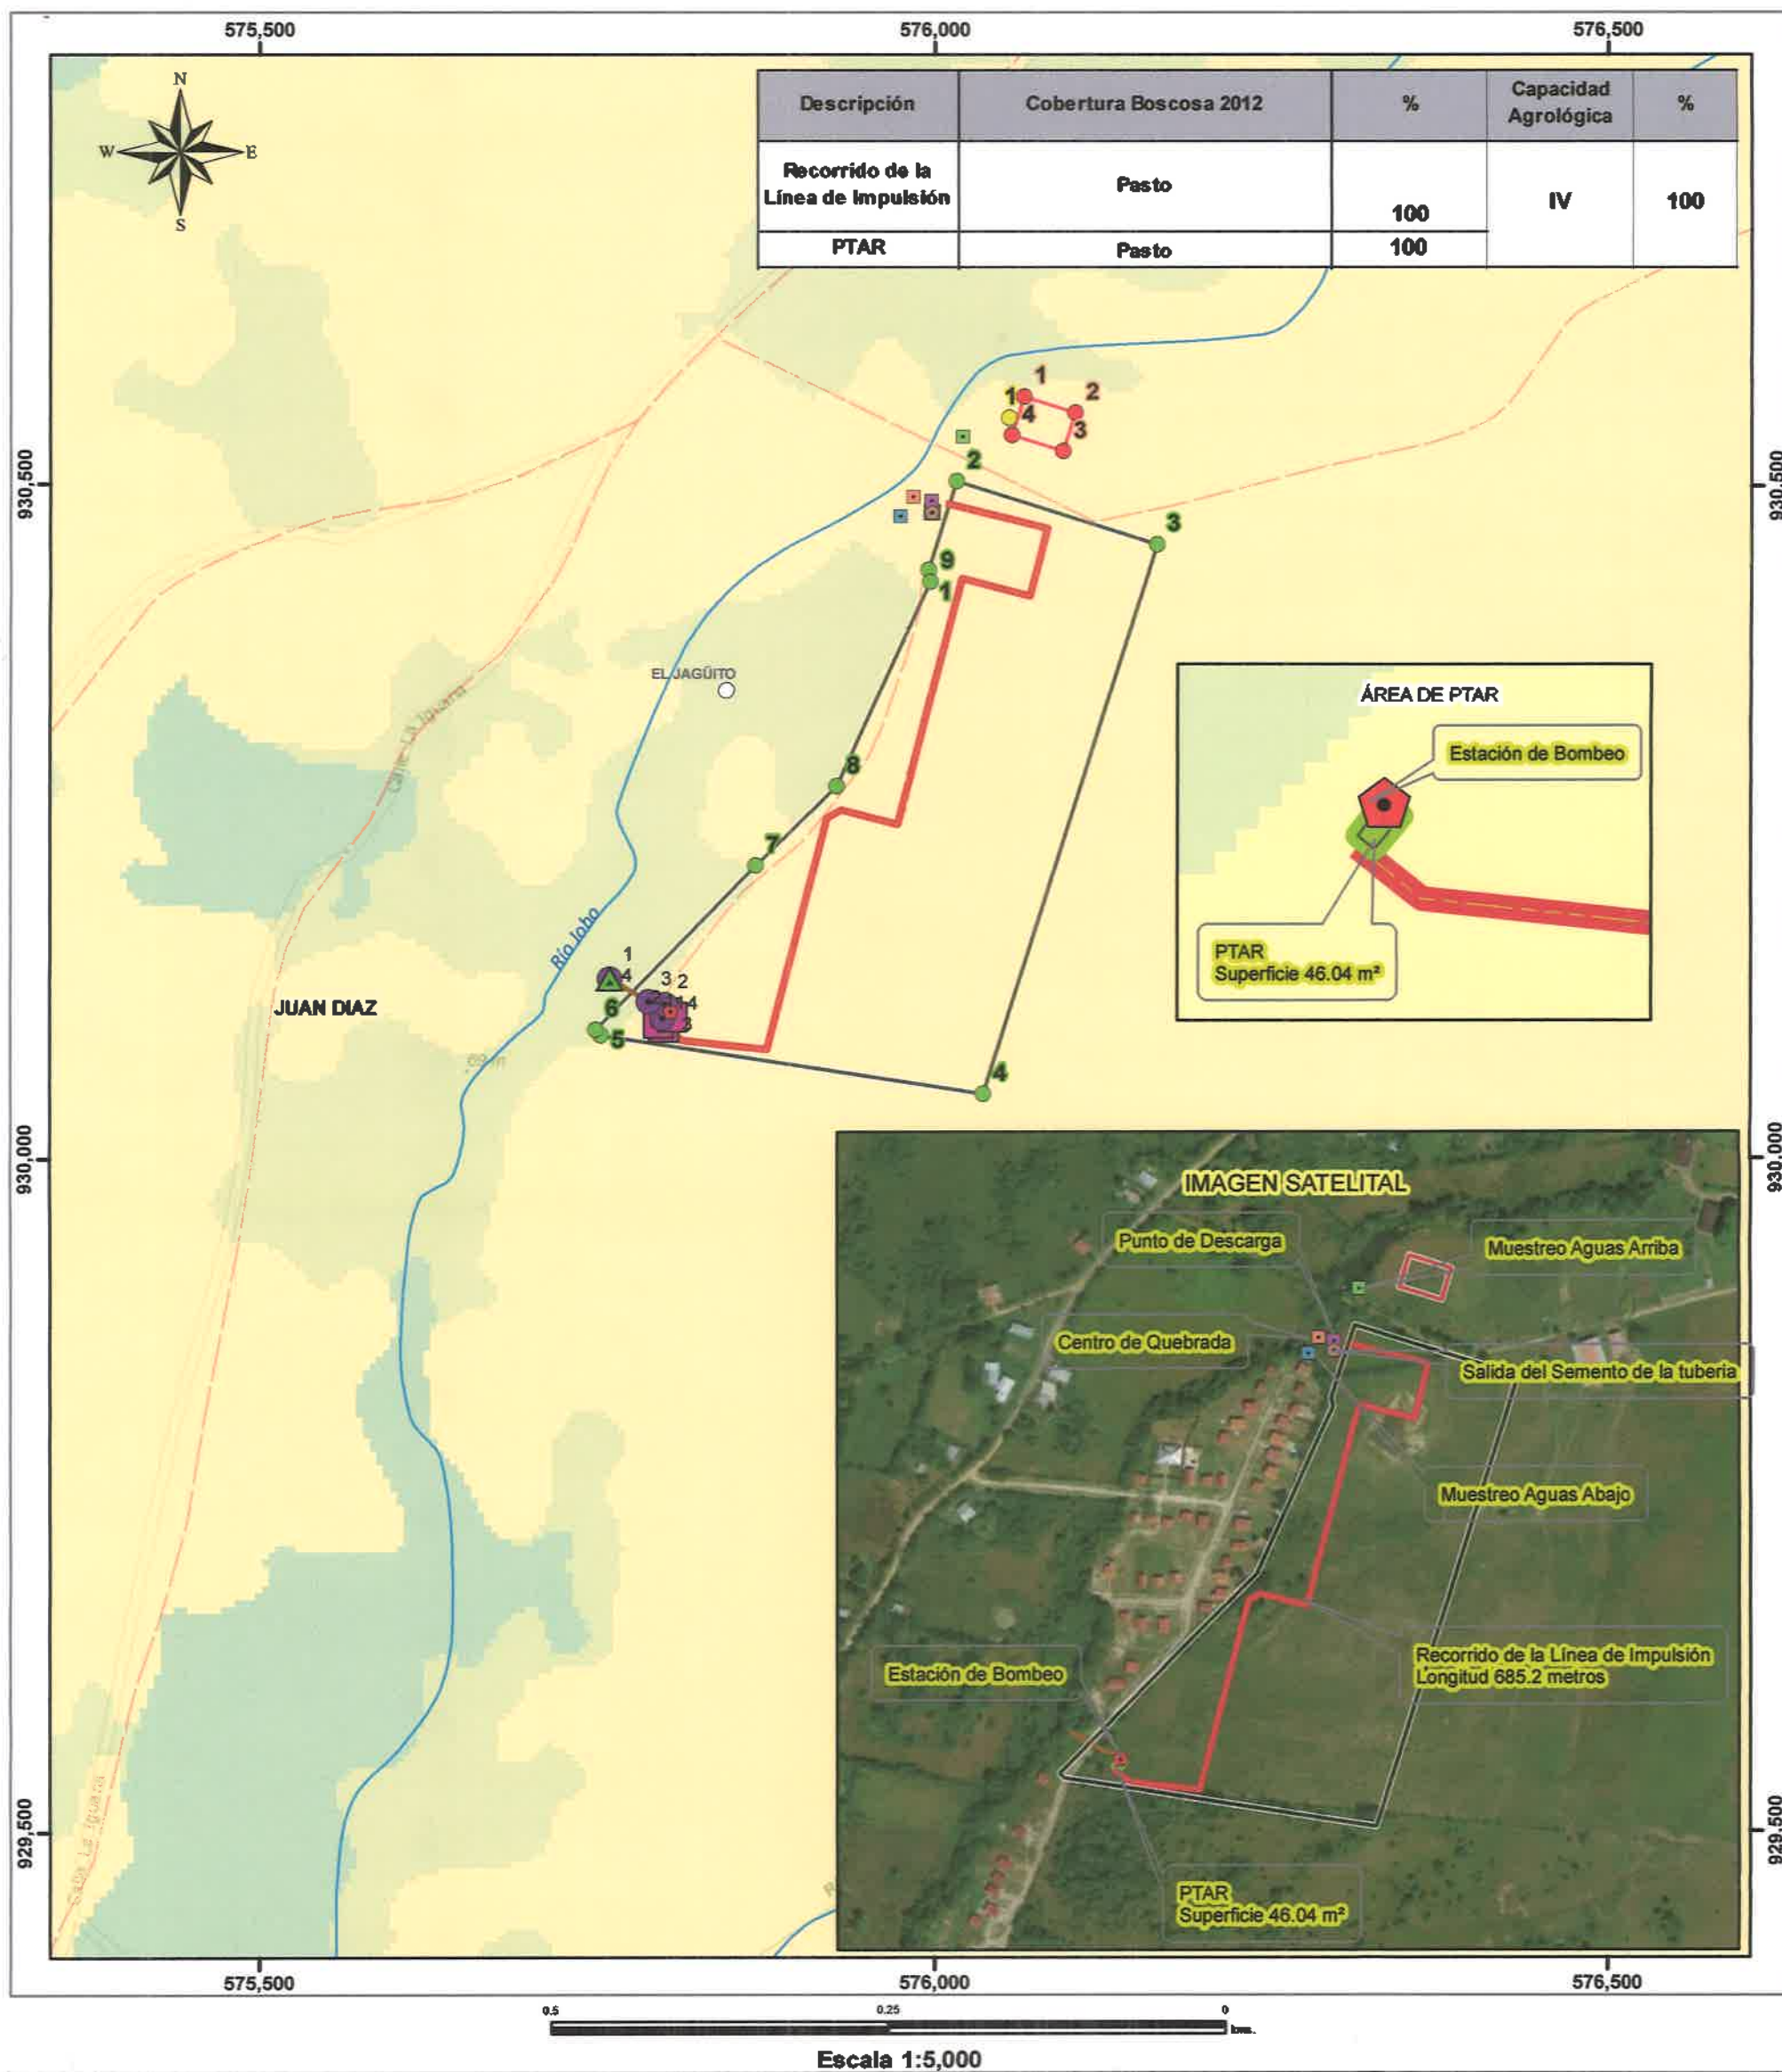 575,500
576,000
576,500
N
W E
S
Descripción Cobertura Boscosa 2012 % Capacidad Agrológica %
Recorrido de la Línea de Impulsión Pasto 100 IV 100
PTAR Pasto 100
930,500
930,500
1
1
2
4
3
2
3
9
1
EL JAGÜITO
8
7
ÁREA DE PTAR
Estación de Bombeo
PTAR
Superficie 46.04 m²
Calle La Iguara
Río lobo
1
4
3
2
6
5
JUAN DIAZ
69 m
4
930,000
930,000
IMAGEN SATELITAL
Punto de Descarga
Muestreo Aguas Arriba
Centro de Quebrada
Salida del Semento de la tuberia
Muestreo Aguas Abajo
Recorrido de la Línea de Impulsión
Longitud 685.2 metros
Estación de Bombeo
PTAR
Superficie 46.04 m²
929,500
929,500
575,500
576,000
576,500
0.5
0.25
0
kms.
Escala 1:5,000